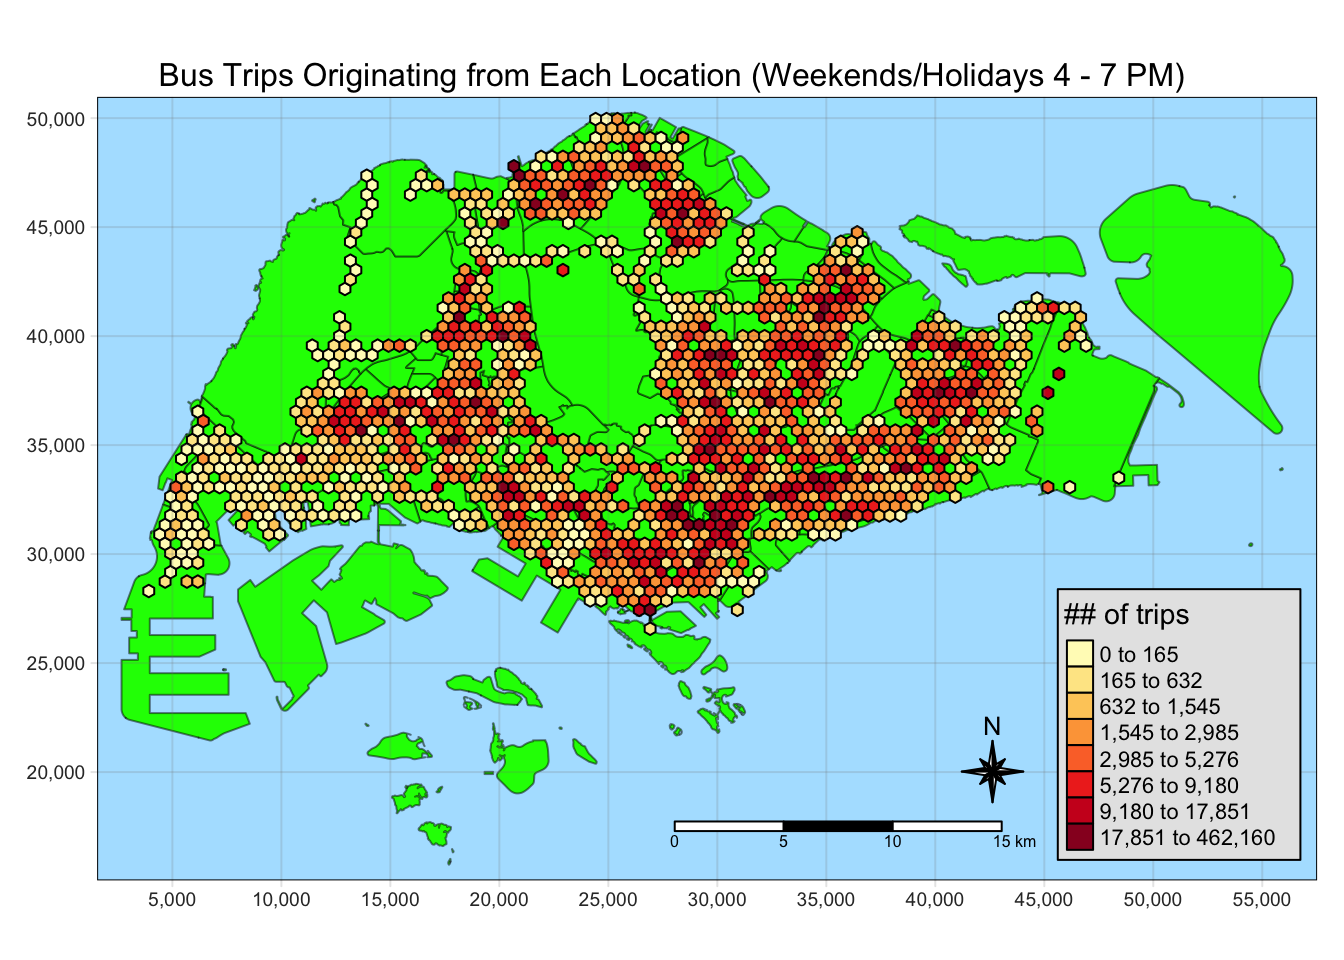 Bus Trips Originating from Each Location (Weekends/Holidays 4 - 7 PM)
50,000
45,000
40,000
35,000
30,000
25,000
20,000
## of trips
0 to 165
165 to 632
632 to 1,545
1,545 to 2,985
2,985 to 5,276
5,276 to 9,180
9,180 to 17,851
17,851 to 462,160
N
0 5 10 15 km
5,000 10,000 15,000 20,000 25,000 30,000 35,000 40,000 45,000 50,000 55,000